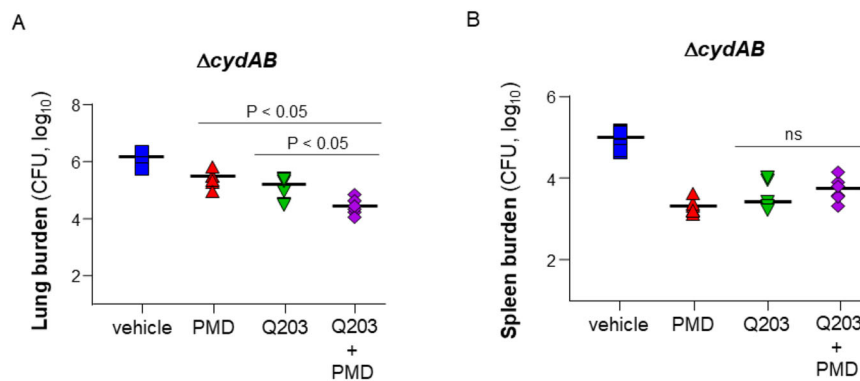 A
ΔcydAB
Lung burden (CFU, log10)
8
6
4
2
P < 0.05
P < 0.05
vehicle
PMD
Q203
Q203
+
PMD
B
ΔcydAB
Spleen burden (CFU, log10)
6
4
2
ns
vehicle
PMD
Q203
Q203
+
PMD